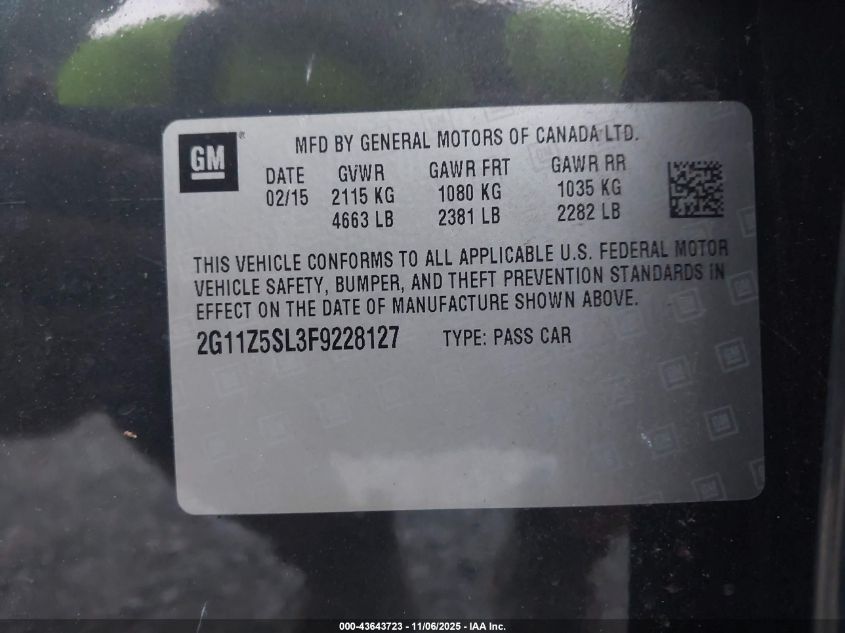 GM
MFD BY GENERAL MOTORS OF CANADA LTD.
DATE GVWR GAWR FRT GAWR RR
02/15 2115 KG 1080 KG 1035 KG
4663 LB 2381 LB 2282 LB
THIS VEHICLE CONFORMS TO ALL APPLICABLE U.S. FEDERAL MOTOR
VEHICLE SAFETY, BUMPER, AND THEFT PREVENTION STANDARDS IN
EFFECT ON THE DATE OF MANUFACTURE SHOWN ABOVE.
2G11Z5SL3F9228127 TYPE: PASS CAR
000-43643723 - 11/06/2025 - IAA Inc.